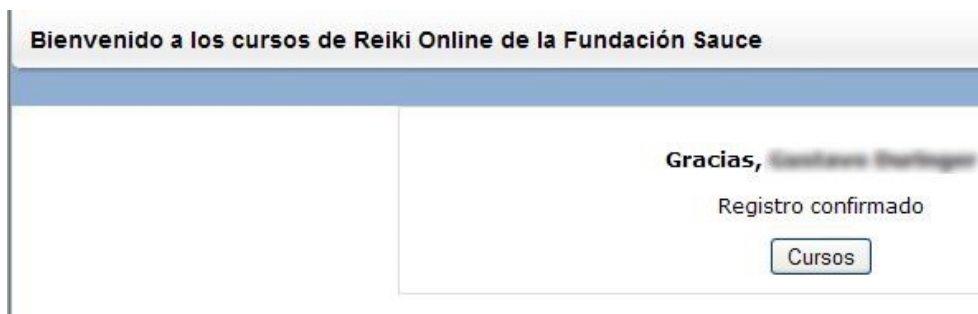 Bienvenido a los cursos de Reiki Online de la Fundación Sauce
Gracias,
Registro confirmado
Cursos